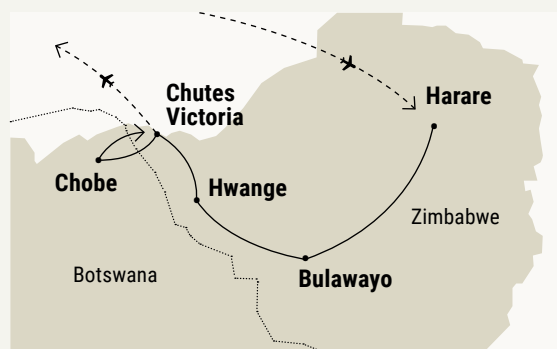 Chutes
Victoria
Harare
Chobe
Hwange
Zimbabwe
Botswana
Bulawayo